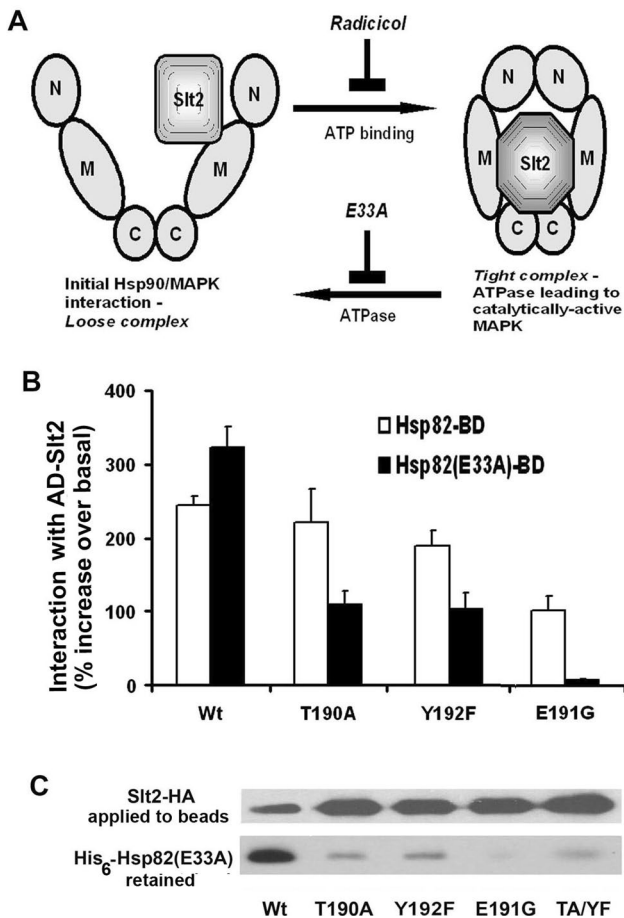 A
Radicicol
N
Slt2
N
N
N
ATP binding
M
M
M
Slt2
M
E33A
C
C
C
C
Initial Hsp90/MAPK
interaction -
Loose complex
ATPase
Tight complex -
ATPase leading to
catalytically-active
MAPK
B
Interaction with AD-Slt2
(% increase over basal)
400
300
200
100
0
Hsp82-BD
Hsp82(E33A)-BD
Wt
T190A
Y192F
E191G
C
Slt2-HA
applied to beads
His6-Hsp82(E33A)
retained
Wt
T190A
Y192F
E191G
TA/YF